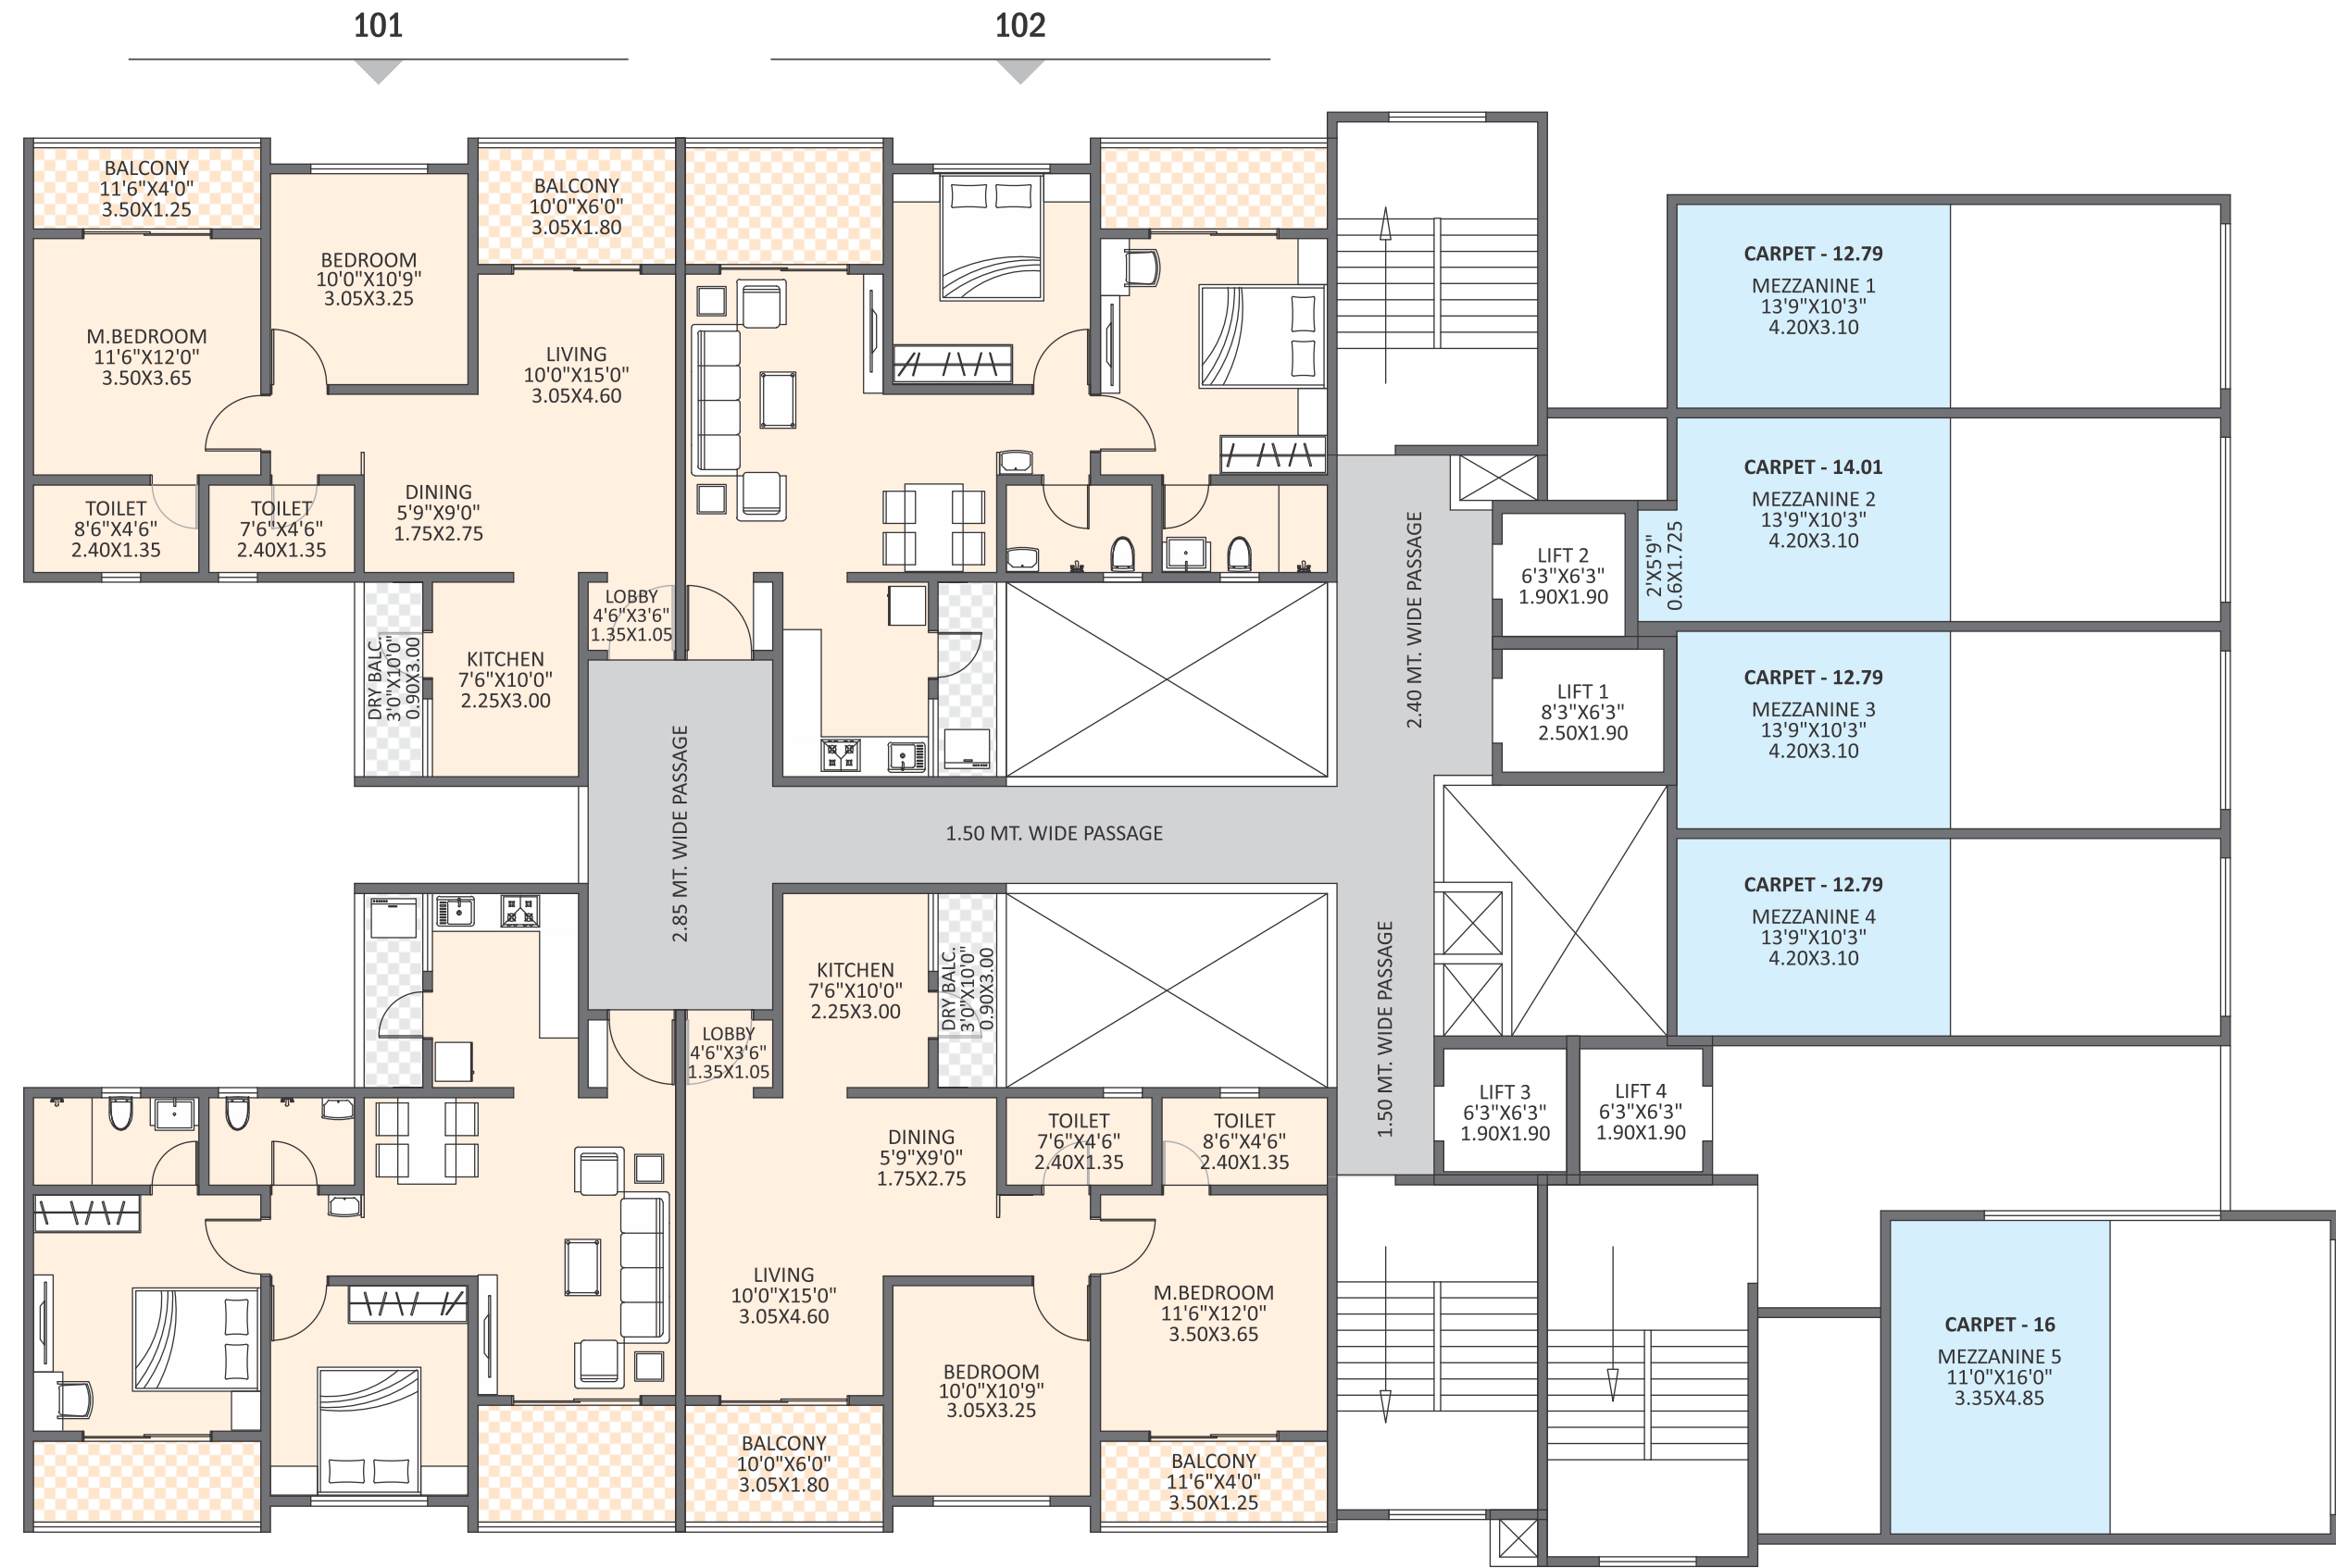 101
102
BALCONY
11'6"X4'0"
3.50X1.25
BEDROOM
10'0"X10'9"
3.05X3.25
BALCONY
10'0"X6'0"
3.05X1.80
M.BEDROOM
11'6"X12'0"
3.50X3.65
LIVING
10'0"X15'0"
3.05X4.60
TOILET
8'6"X4'6"
2.40X1.35
TOILET
7'6"X4'6"
2.40X1.35
DINING
5'9"X9'0"
1.75X2.75
LOBBY
4'6"X3'6"
1.35X1.05
DRY BALC.
3'0"X10'0"
0.90X3.00
KITCHEN
7'6"X10'0"
2.25X3.00
2.85 MT. WIDE PASSAGE
1.50 MT. WIDE PASSAGE
2.40 MT. WIDE PASSAGE
1.50 MT. WIDE PASSAGE
LIFT 2
6'3"X6'3"
1.90X1.90
LIFT 1
8'3"X6'3"
2.50X1.90
2'X5'9"
0.6X1.725
CARPET - 12.79
MEZZANINE 1
13'9"X10'3"
4.20X3.10
CARPET - 14.01
MEZZANINE 2
13'9"X10'3"
4.20X3.10
CARPET - 12.79
MEZZANINE 3
13'9"X10'3"
4.20X3.10
CARPET - 12.79
MEZZANINE 4
13'9"X10'3"
4.20X3.10
KITCHEN
7'6"X10'0"
2.25X3.00
DRY BALC.
3'0"X10'0"
0.90X3.00
LOBBY
4'6"X3'6"
1.35X1.05
DINING
5'9"X9'0"
1.75X2.75
TOILET
7'6"X4'6"
2.40X1.35
TOILET
8'6"X4'6"
2.40X1.35
LIFT 3
6'3"X6'3"
1.90X1.90
LIFT 4
6'3"X6'3"
1.90X1.90
LIVING
10'0"X15'0"
3.05X4.60
M.BEDROOM
11'6"X12'0"
3.50X3.65
BEDROOM
10'0"X10'9"
3.05X3.25
BALCONY
10'0"X6'0"
3.05X1.80
BALCONY
11'6"X4'0"
3.50X1.25
CARPET - 16
MEZZANINE 5
11'0"X16'0"
3.35X4.85